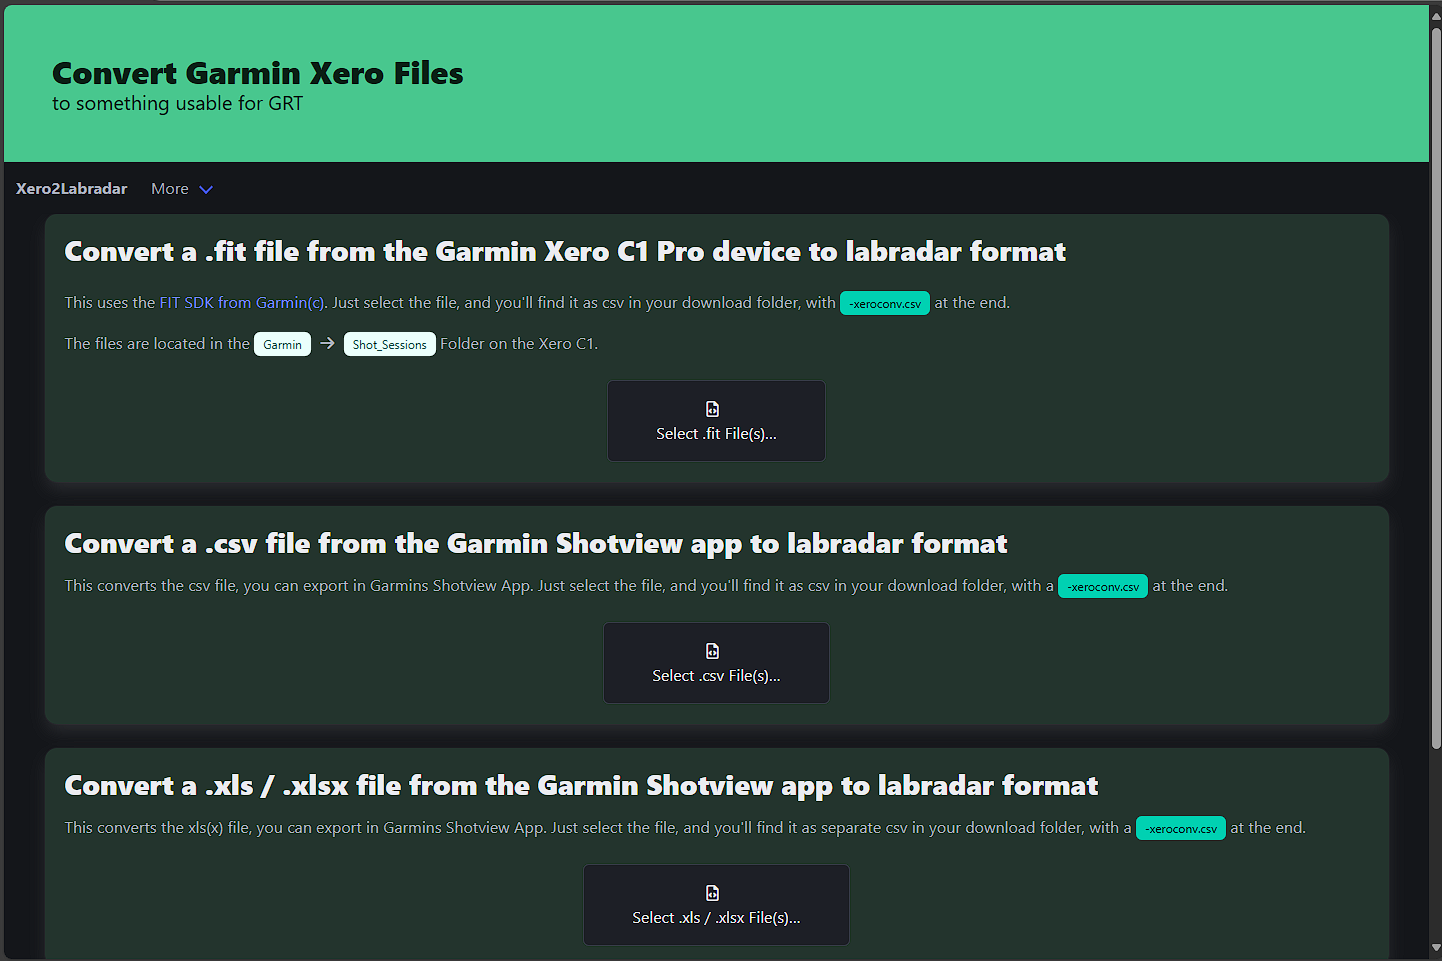 Convert Garmin Xero Files
to something usable for GRT
Xero2Labradar More
Convert a .fit file from the Garmin Xero C1 Pro device to labradar format
This uses the FIT SDK from Garmin(c). Just select the file, and you'll find it as csv in your download folder, with -xeroconv.csv at the end.
The files are located in the Garmin → Shot_Sessions Folder on the Xero C1.
Select .fit File(s)...
Convert a .csv file from the Garmin Shotview app to labradar format
This converts the csv file, you can export in Garmins Shotview App. Just select the file, and you'll find it as csv in your download folder, with a -xeroconv.csv at the end.
Select .csv File(s)...
Convert a .xls / .xlsx file from the Garmin Shotview app to labradar format
This converts the xls(x) file, you can export in Garmins Shotview App. Just select the file, and you'll find it as separate csv in your download folder, with a -xeroconv.csv at the end.
Select .xls / .xlsx File(s)...